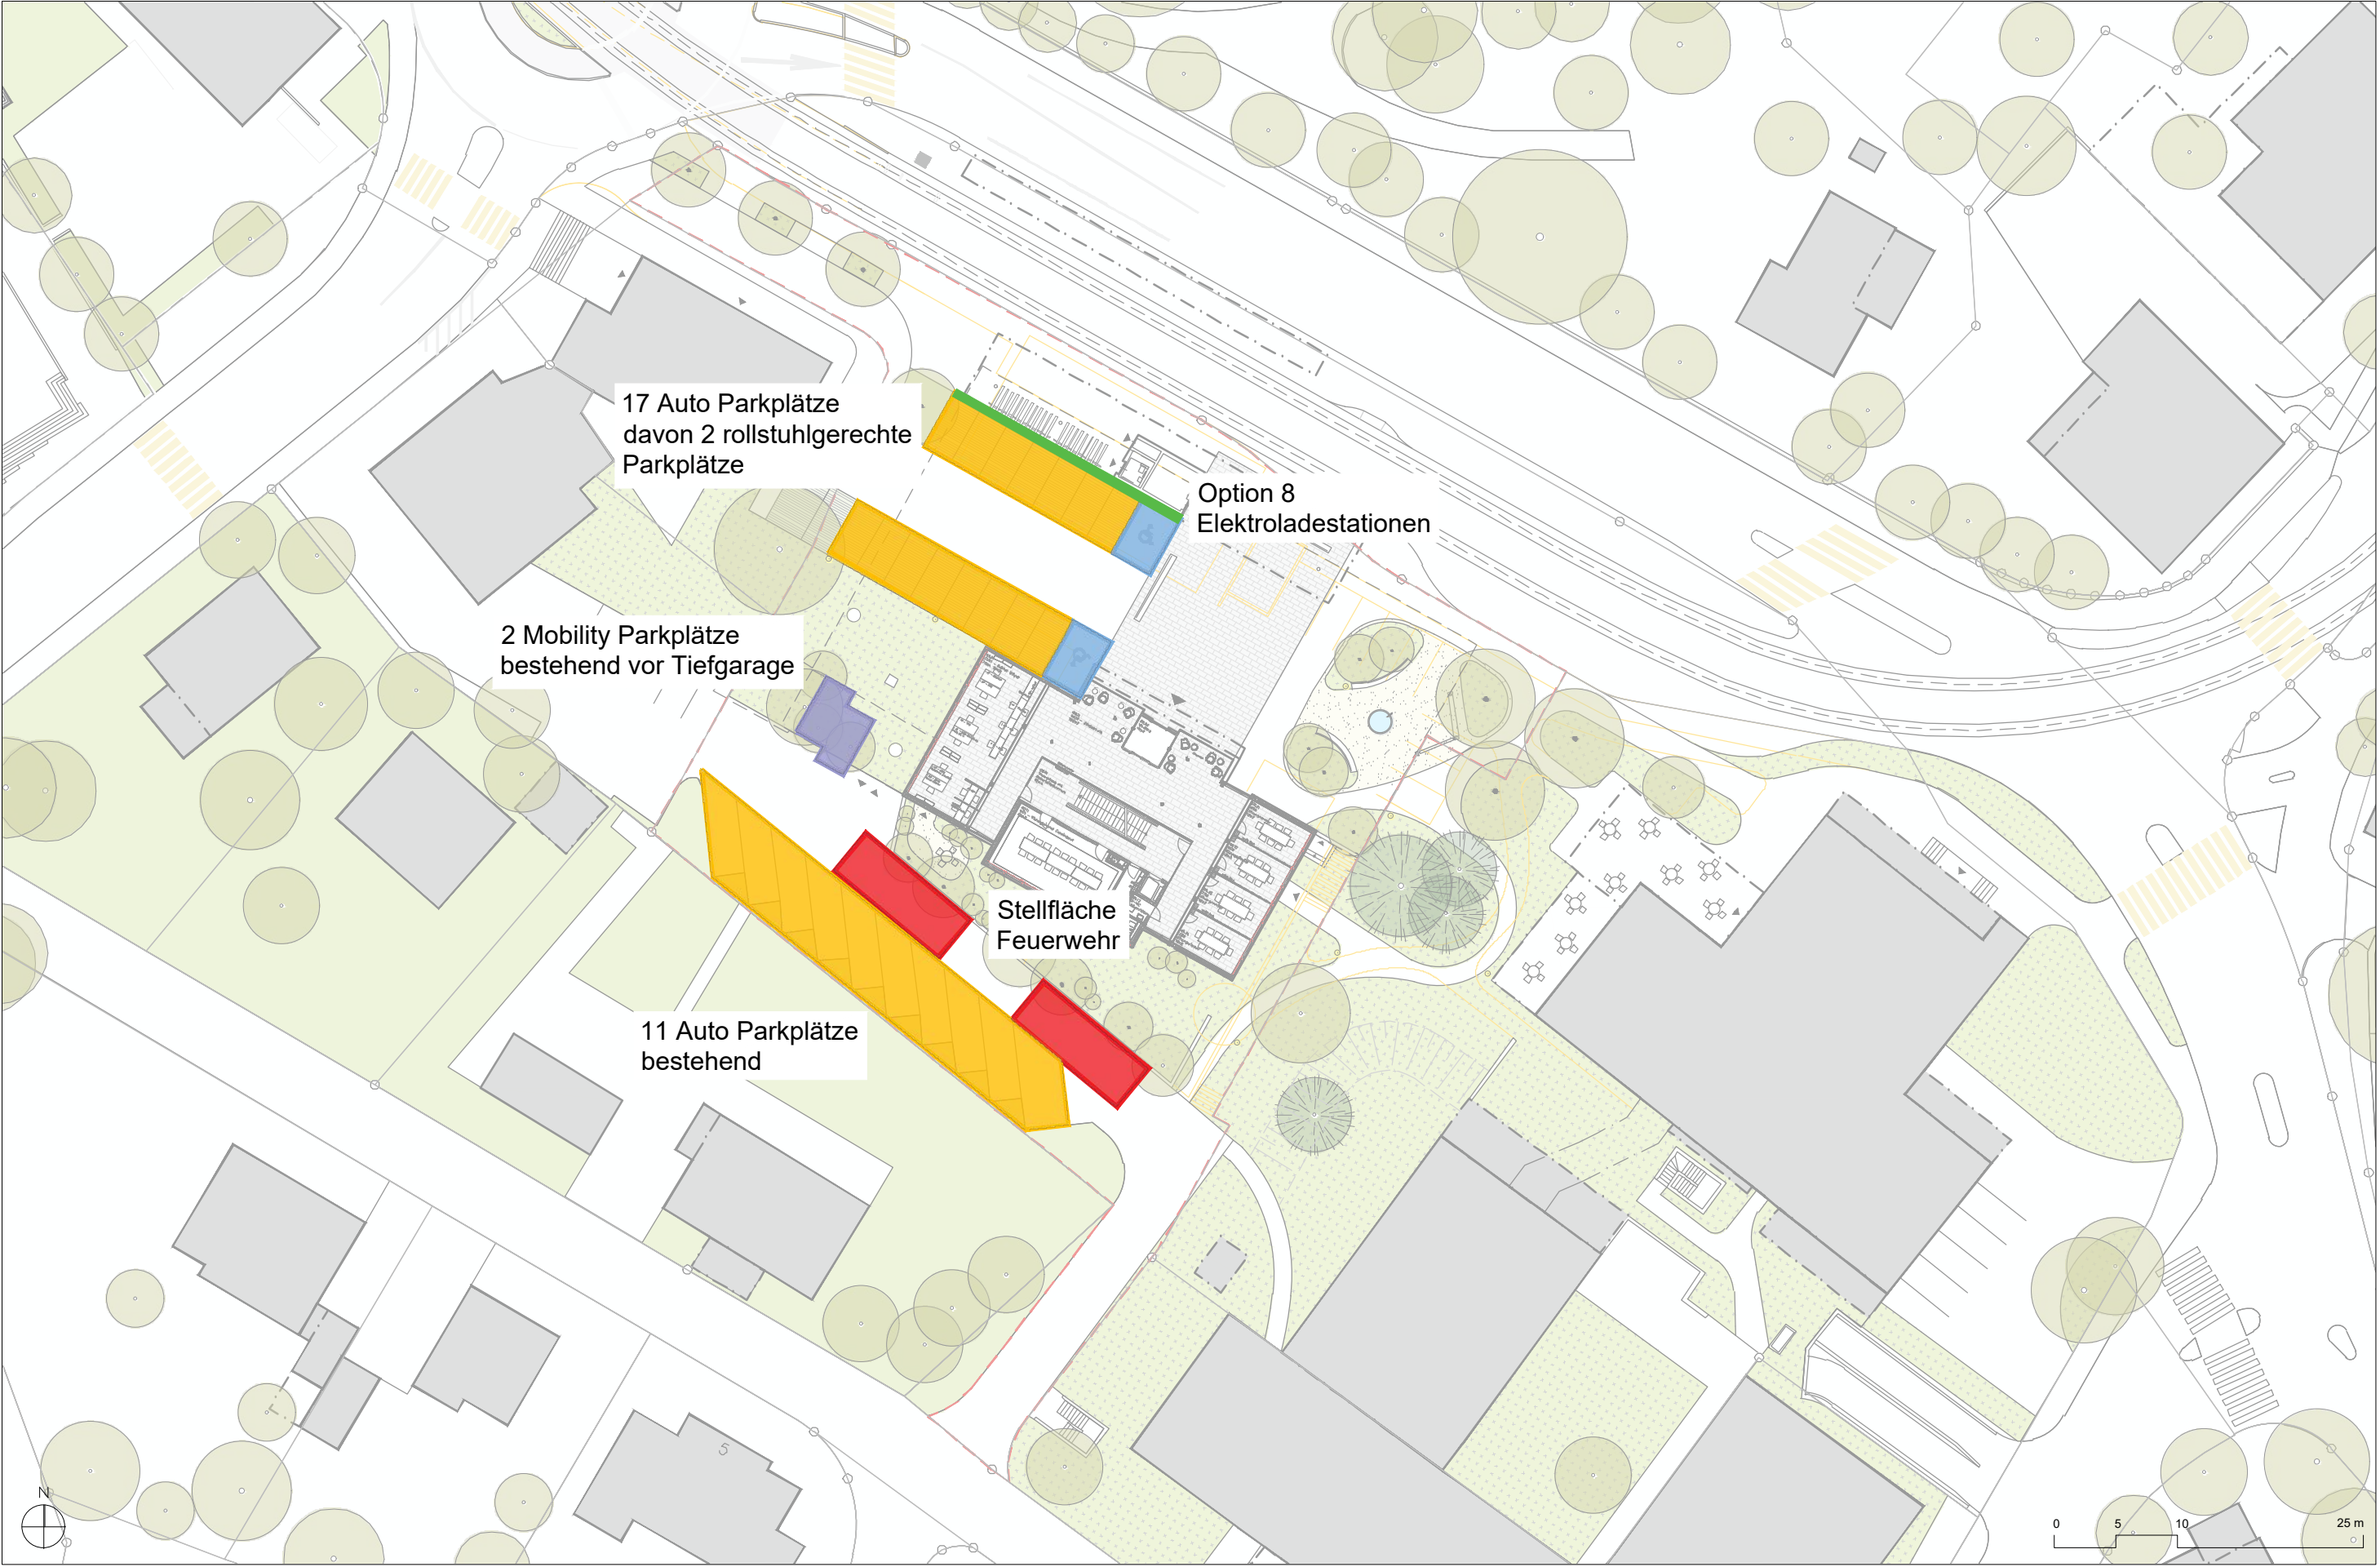 17 Auto Parkplätze
davon 2 rollstuhlgerechte
Parkplätze
Option 8
Elektroladestationen
2 Mobility Parkplätze
bestehend vor Tiefgarage
Stellfläche
Feuerwehr
11 Auto Parkplätze
bestehend
5
N
0 5 10 25 m